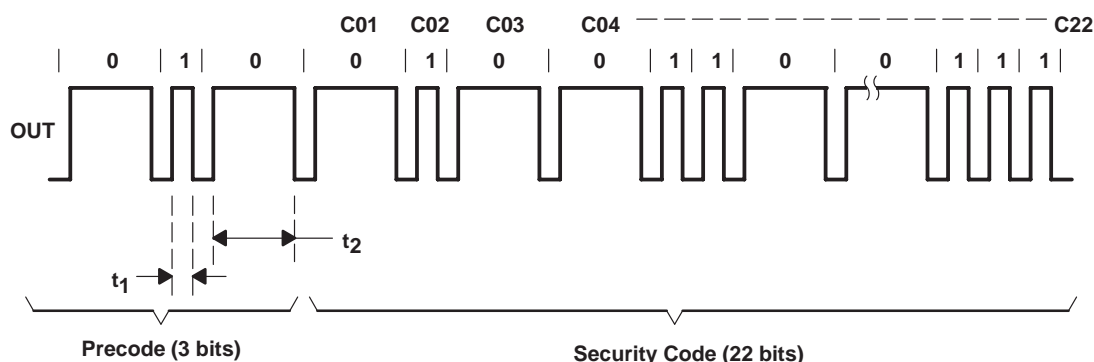 C01 C02 C03 C04 C22
0 1 0 0 1 0 0 1 1 0 0 1 1 1
OUT
t2
t1
Precode (3 bits)
Security Code (22 bits)